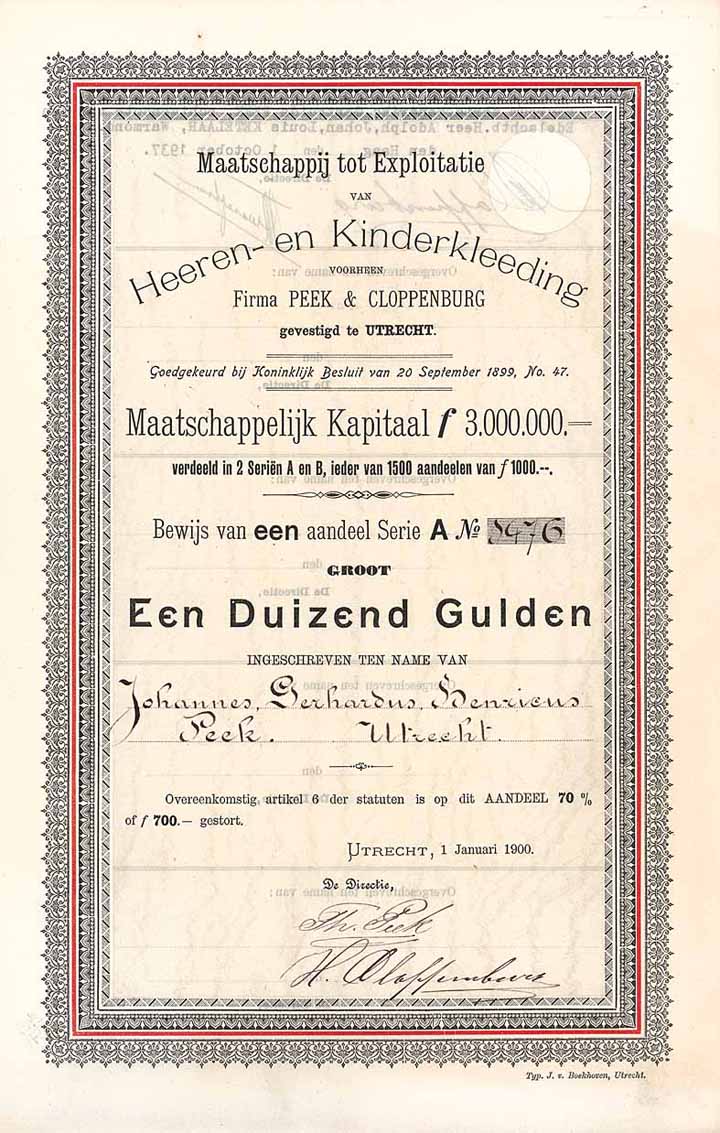 Maatschappij tot Exploitatie
VAN
Heeren- en Kinderkleeding
VOORHEEN
Firma PEEK & CLOPPENBURG
gevestigd te UTRECHT.
Goedgekeurd bij Koninklijk Besluit van 20 September 1899, No. 47.
Maatschappelijk Kapitaal f 3.000.000.—
verdeeld in 2 Seriën A en B, ieder van 1500 aandeelen van f 1000.--.
Bewijs van een aandeel Serie A №
GROOT
Een Duizend Gulden
INGESCHREVEN TEN NAME VAN
Johannes, Gerhardus, Henricus
Peek. Utrecht.
Overeenkomstig artikel 6 der statuten is op dit AANDEEL 70 %
of f 700.— gestort.
UTRECHT, 1 Januari 1900.
De Directie,
Th. Peek
H. Cloppenburg
Typ. J. v. Boekhoven, Utrecht.